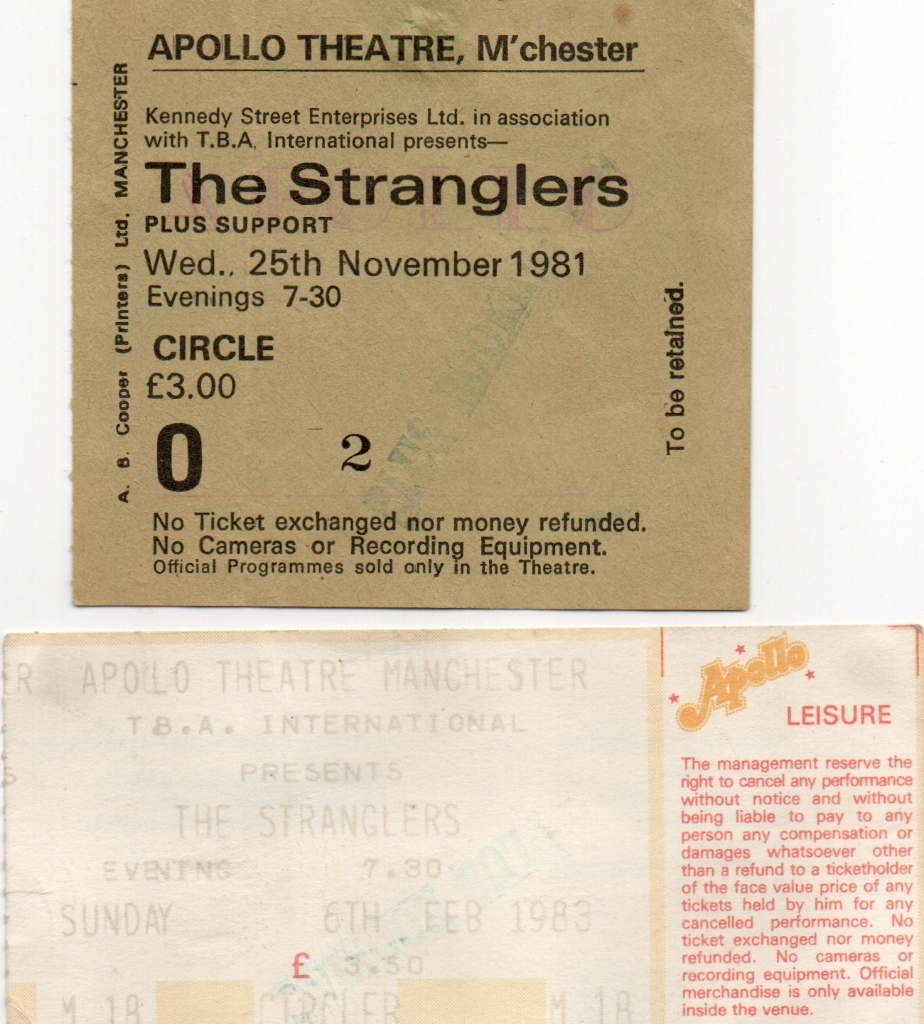 APOLLO THEATRE, M'chester
Kennedy Street Enterprises Ltd. in association
with T.B.A. International presents—
The Stranglers
PLUS SUPPORT
Wed., 25th November 1981
Evenings 7-30
CIRCLE
£3.00
O 2
No Ticket exchanged nor money refunded.
No Cameras or Recording Equipment.
Official Programmes sold only in the Theatre.
A. B. Cooper (Printers) Ltd. MANCHESTER
To be retained.
APOLLO THEATRE MANCHESTER
T.B.A. INTERNATIONAL
PRESENTS
THE STRANGLERS
EVENING 7.30
SUNDAY 6TH FEB 1983
£ 3.50
M 18 CIRCLER M 18
Apollo
LEISURE
The management reserve the
right to cancel any performance
without notice and without
being liable to pay to any
person any compensation or
damages whatsoever other
than a refund to a ticketholder
of the face value price of any
tickets held by him for any
cancelled performance. No
ticket exchanged nor money
refunded. No cameras or
recording equipment. Official
merchandise is only available
inside the venue.